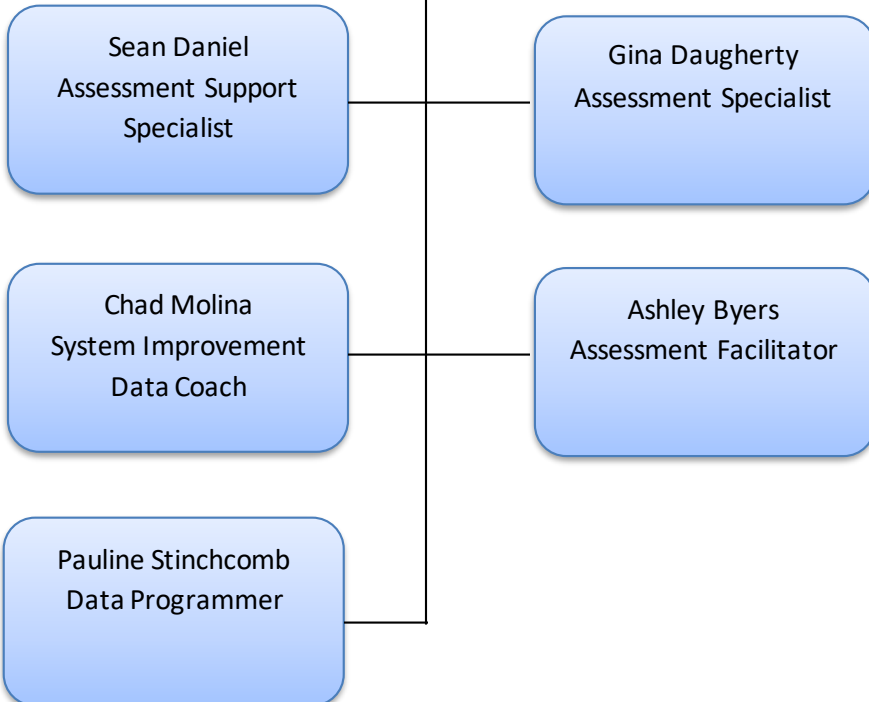 Sean Daniel
Assessment Support
Specialist
Gina Daugherty
Assessment Specialist
Chad Molina
System Improvement
Data Coach
Ashley Byers
Assessment Facilitator
Pauline Stinchcomb
Data Programmer